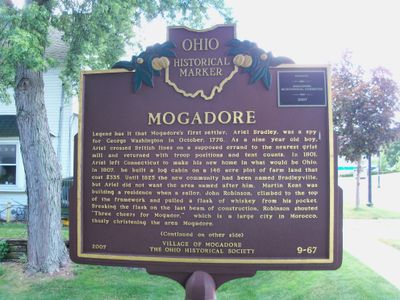 OHIO
HISTORICAL
MARKER
MOGADORE
Legend has it that Mogadore's first settler, Ariel Bradley, was a spy
for George Washington in October, 1776. As a nine year old boy,
Ariel crossed British lines on a supposed errand to the nearest grist
mill and returned with troop positions and tent counts. In 1801,
Ariel left Connecticut to make his new home in what would be Ohio.
In 1807, he built a log cabin on a 146 acre plot of farm land that
cost $335. Until 1825 the new community had been named Bradleyville,
but Ariel did not want the area named after him. Martin Kent was
building a residence when a sailor, John Robinson, climbed to the top
of the framework and pulled a flask of whiskey from his pocket.
Breaking the flask on the last beam of construction, Robinson shouted
"Three cheers for Mogador," which is a large city in Morocco,
thusly christening the area Mogadore.
(Continued on other side)
VILLAGE OF MOGADORE
2007 THE OHIO HISTORICAL SOCIETY 9-67